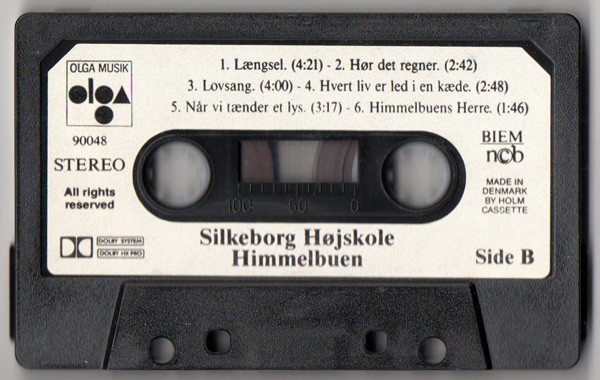 OLGA MUSIK
olga
90048
STEREO
All rights
reserved
DOLBY SYSTEM
DOLBY HX PRO
1. Længsel. (4:21) - 2. Hør det regner. (2:42)
3. Lovsang. (4:00) - 4. Hvert liv er led i en kæde. (2:48)
5. Når vi tænder et lys. (3:17) - 6. Himmelbuens Herre. (1:46)
BIEM
ncb
MADE IN
DENMARK
BY HOLM
CASSETTE
100 50 0
Silkeborg Højskole
Himmelbuen
Side B